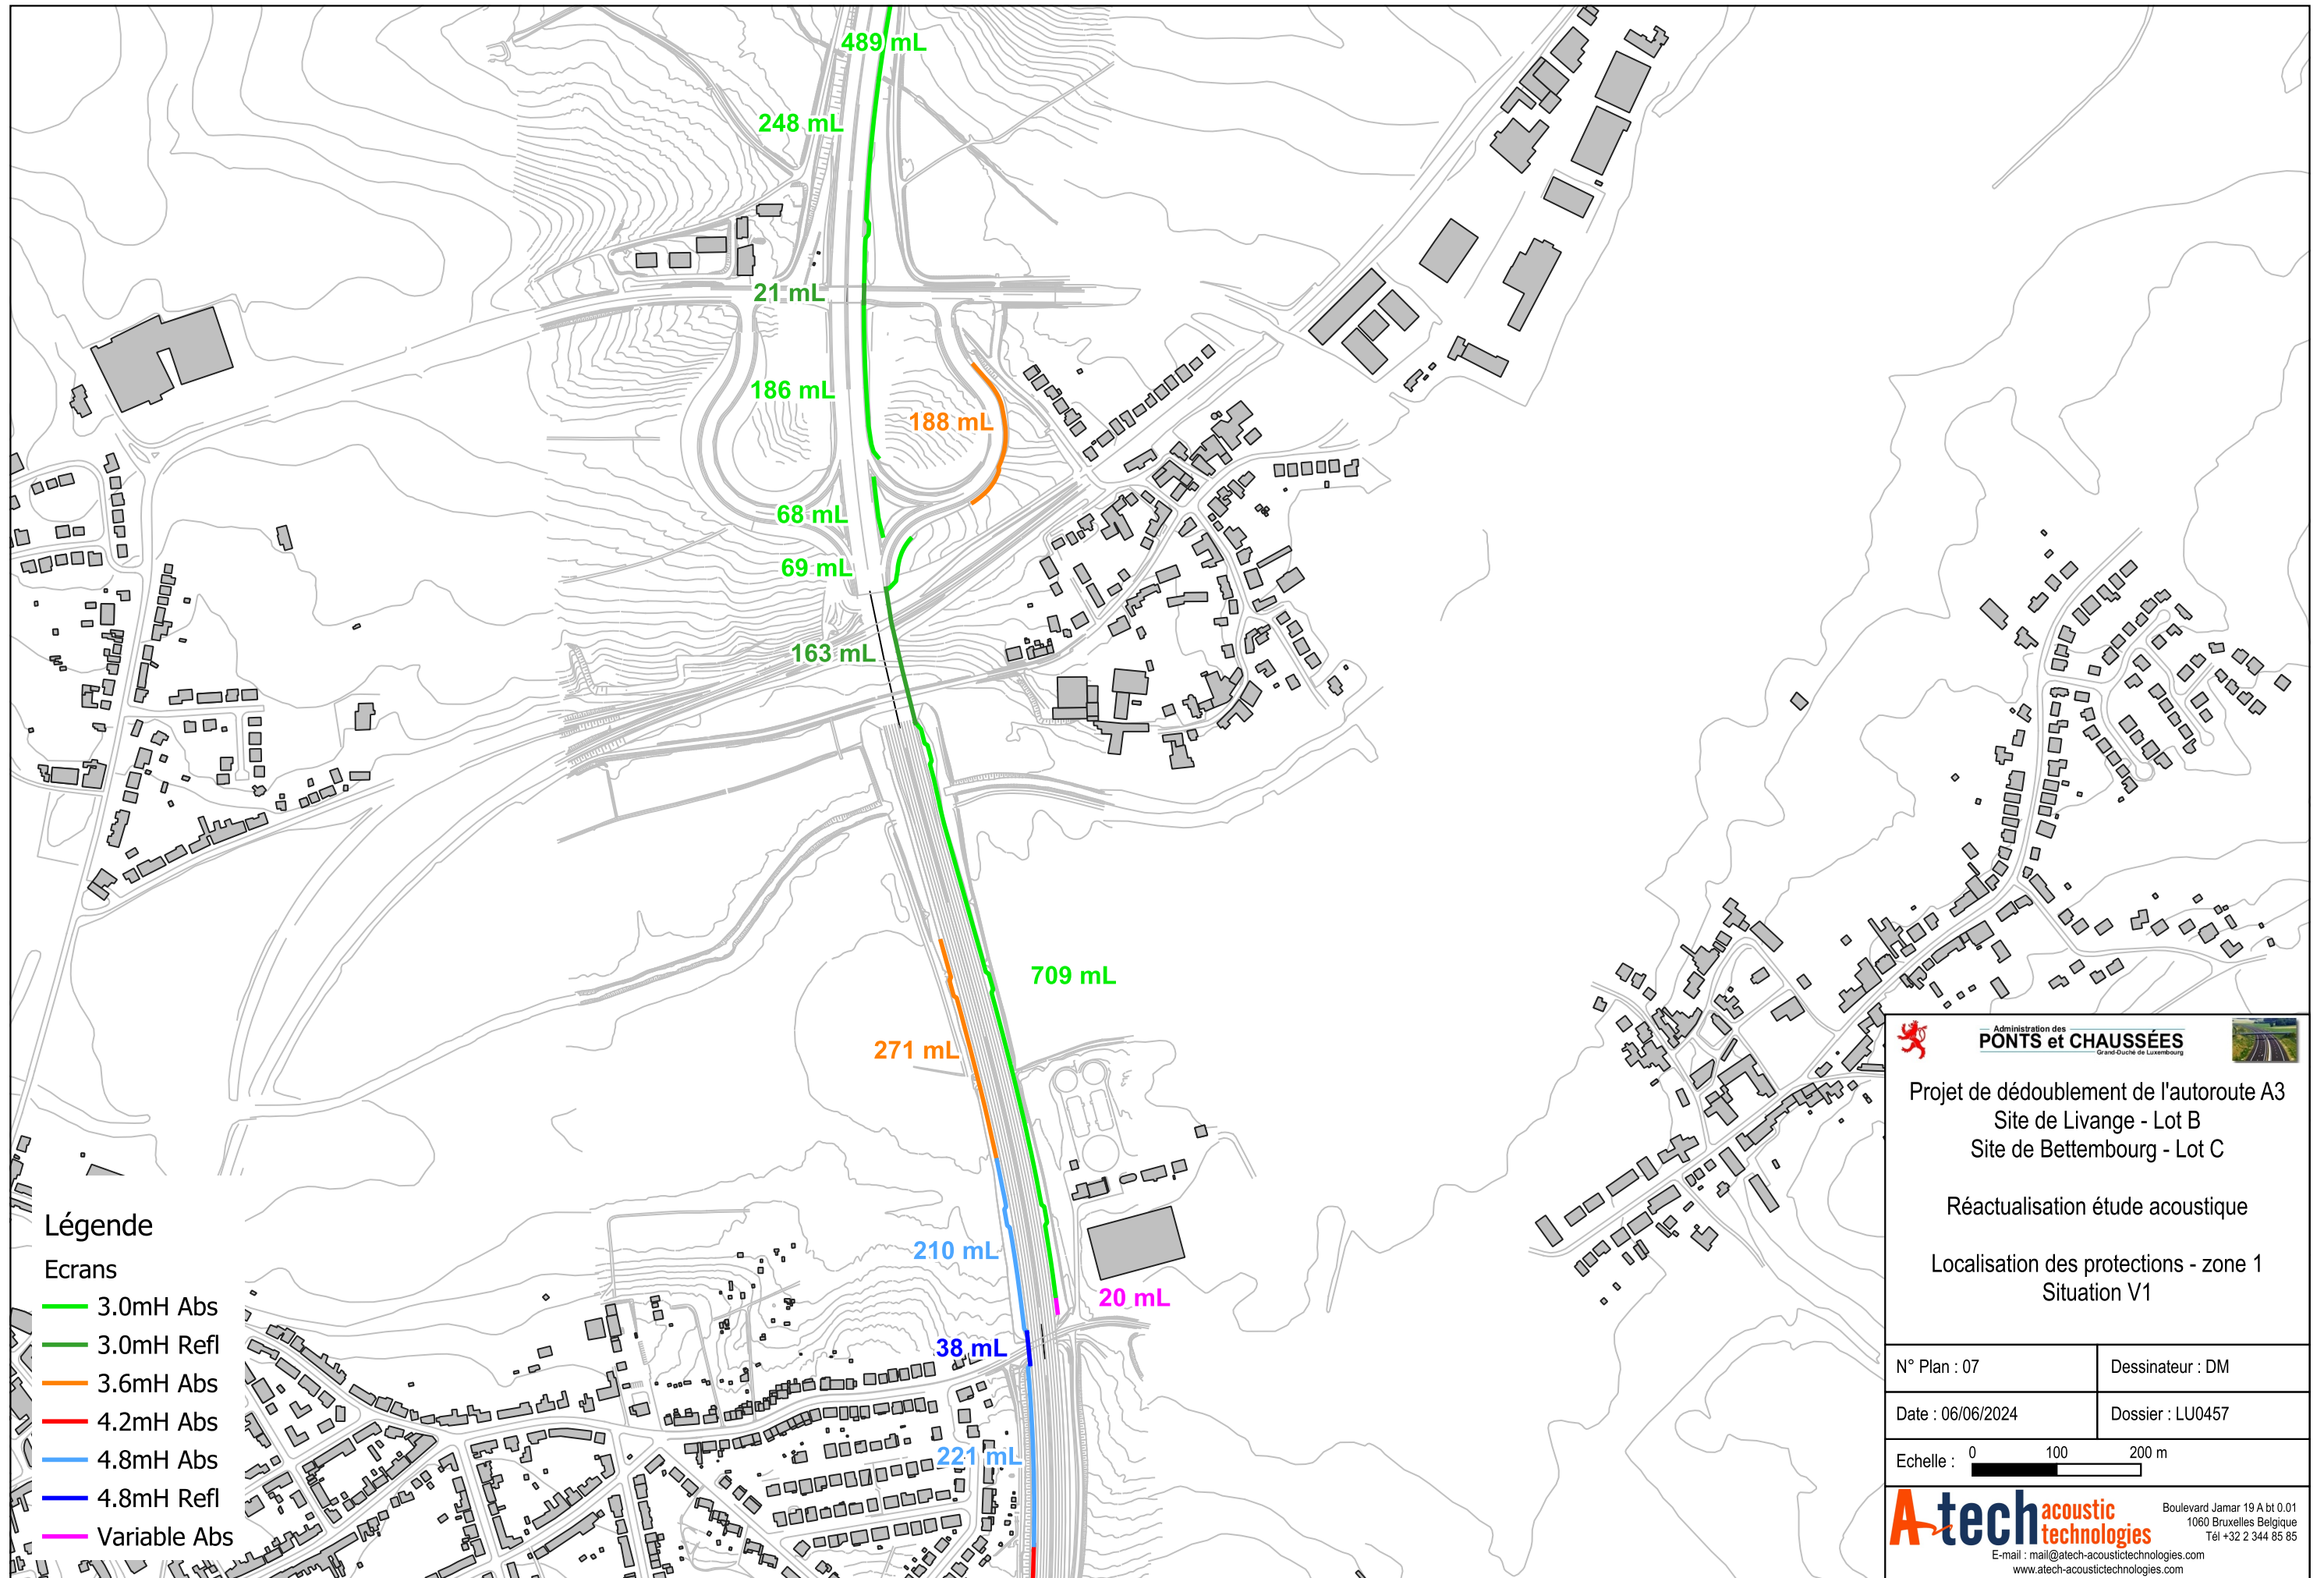 489 mL
248 mL
21 mL
186 mL
188 mL
68 mL
69 mL
163 mL
709 mL
271 mL
210 mL
20 mL
38 mL
221 mL
Légende
Ecrans
3.0mH Abs
3.0mH Refl
3.6mH Abs
4.2mH Abs
4.8mH Abs
4.8mH Refl
Variable Abs
Administration des
PONTS et CHAUSSÉES
Grand-Duché de Luxembourg
Projet de dédoublement de l'autoroute A3
Site de Livange - Lot B
Site de Bettembourg - Lot C
Réactualisation étude acoustique
Localisation des protections - zone 1
Situation V1
N° Plan : 07
Dessinateur : DM
Date : 06/06/2024
Dossier : LU0457
Echelle :
0 100 200 m
A-tech acoustic technologies
Boulevard Jamar 19 A bt 0.01
1060 Bruxelles Belgique
Tél +32 2 344 85 85
E-mail : mail@atech-acoustictechnologies.com
www.atech-acoustictechnologies.com